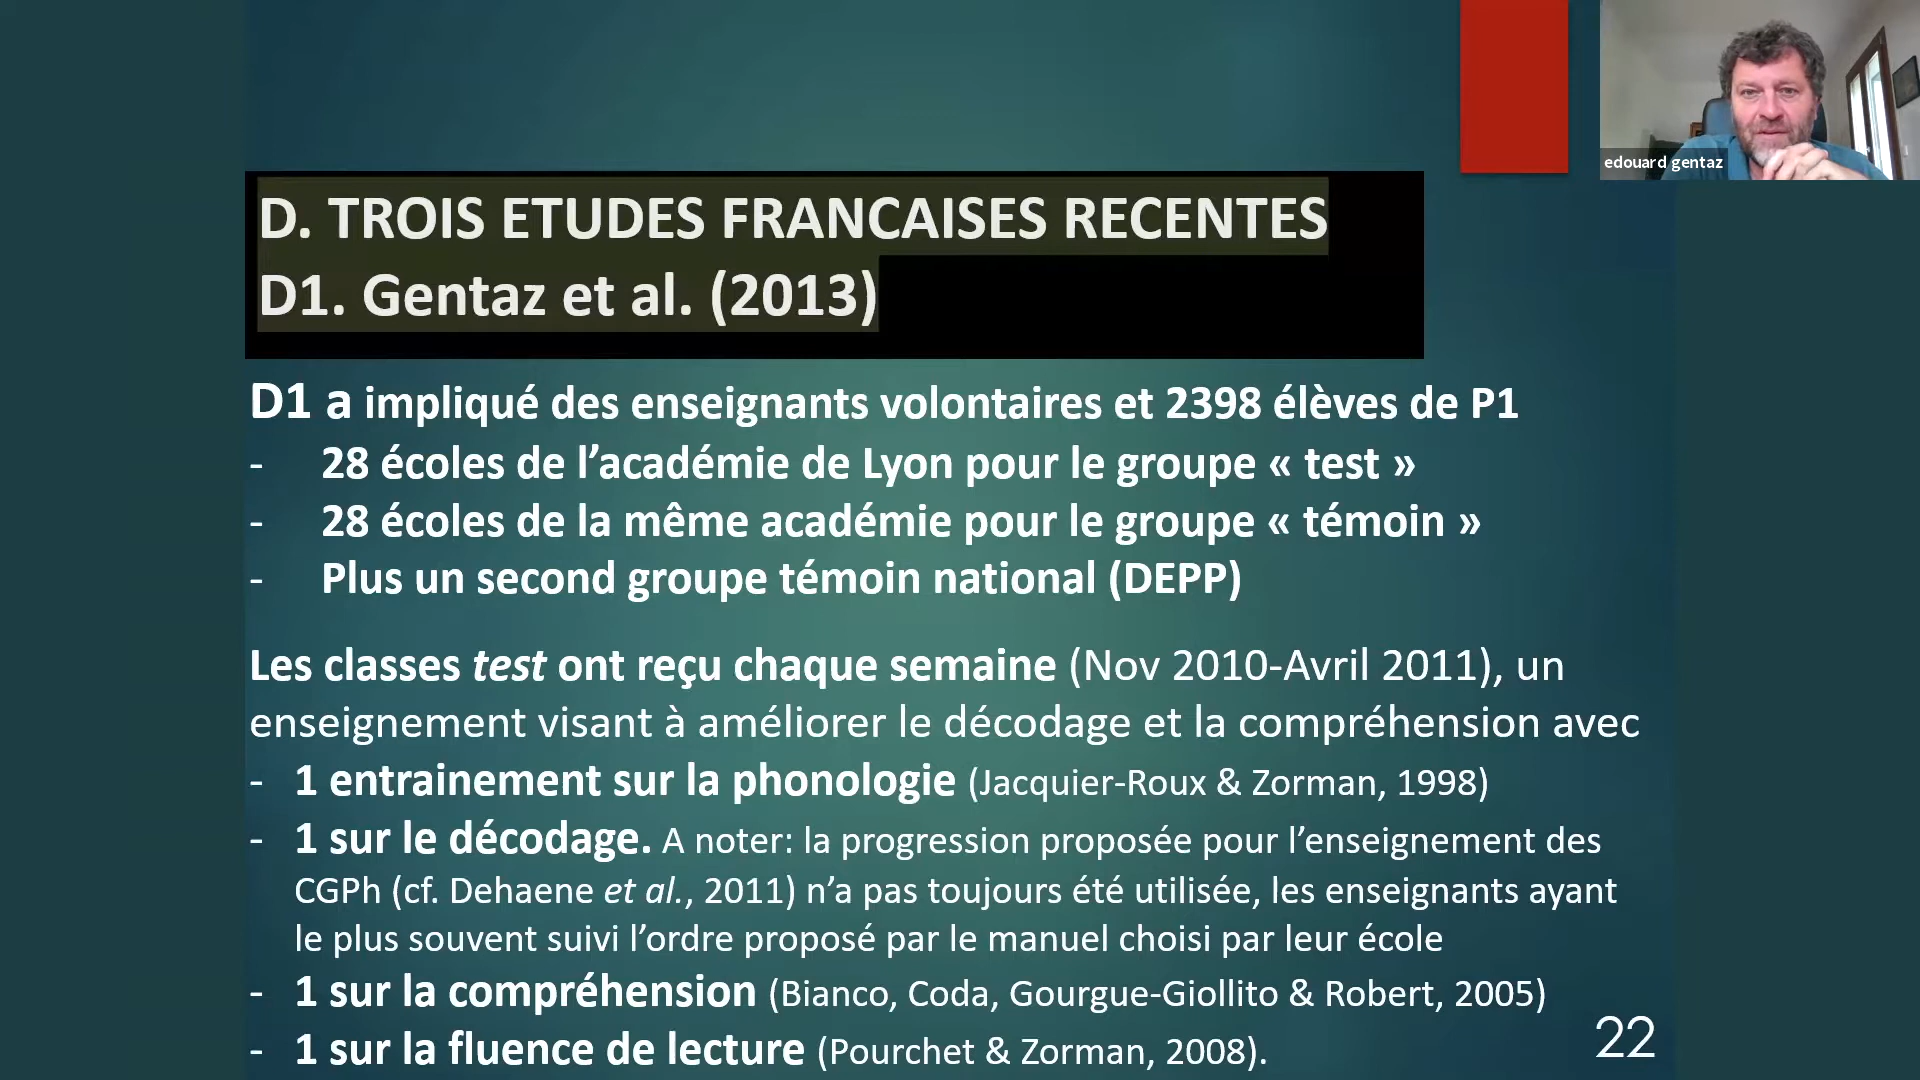 edouard gentaz
D. TROIS ETUDES FRANCAISES RECENTES
D1. Gentaz et al. (2013)
D1 a impliqué des enseignants volontaires et 2398 élèves de P1
- 28 écoles de l’académie de Lyon pour le groupe « test »
- 28 écoles de la même académie pour le groupe « témoin »
- Plus un second groupe témoin national (DEPP)
Les classes test ont reçu chaque semaine (Nov 2010-Avril 2011), un
enseignement visant à améliorer le décodage et la compréhension avec
- 1 entrainement sur la phonologie (Jacquier-Roux & Zorman, 1998)
- 1 sur le décodage. A noter: la progression proposée pour l’enseignement des
CGPh (cf. Dehaene et al., 2011) n’a pas toujours été utilisée, les enseignants ayant
le plus souvent suivi l’ordre proposé par le manuel choisi par leur école
- 1 sur la compréhension (Bianco, Coda, Gourgue-Giollito & Robert, 2005)
- 1 sur la fluence de lecture (Pourchet & Zorman, 2008).
22